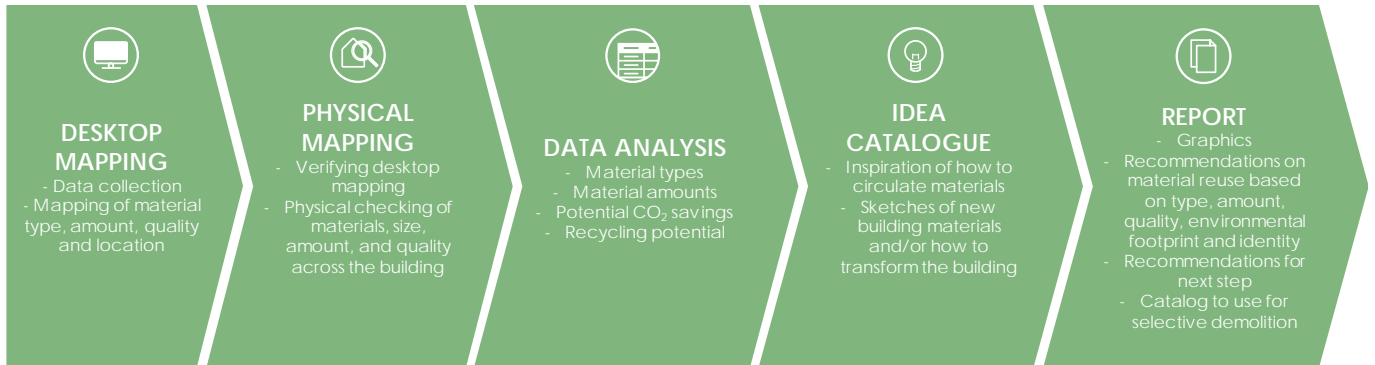 DESKTOP
MAPPING
- Data collection
- Mapping of material
type, amount, quality
and location
PHYSICAL
MAPPING
- Verifying desktop
mapping
- Physical checking of
materials, size,
amount, and quality
across the building
DATA ANALYSIS
- Material types
- Material amounts
- Potential CO₂ savings
- Recycling potential
IDEA
CATALOGUE
- Inspiration of how to
circulate materials
- Sketches of new
building materials
and/or how to
transform the building
REPORT
- Graphics
- Recommendations on
material reuse based
on type, amount,
quality, environmental
footprint and identity
- Recommendations for
next step
- Catalog to use for
selective demolition